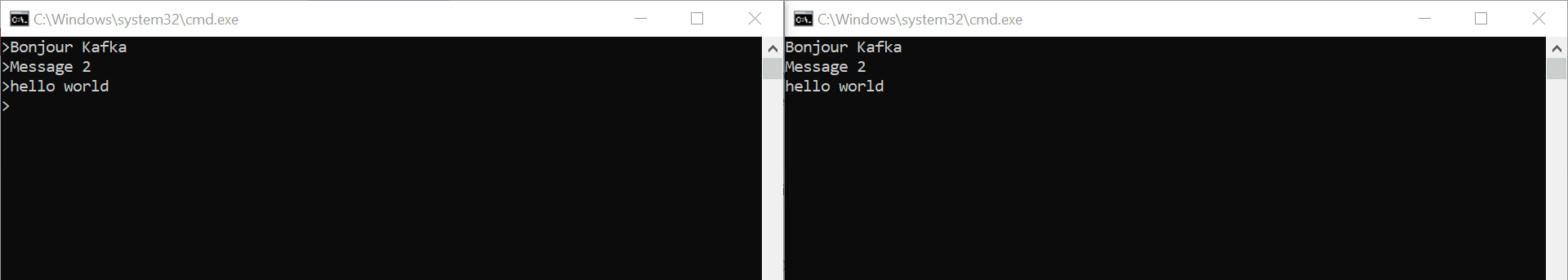 C:\Windows\system32\cmd.exe
>Bonjour Kafka
>Message 2
>hello world
>
C:\Windows\system32\cmd.exe
Bonjour Kafka
Message 2
hello world